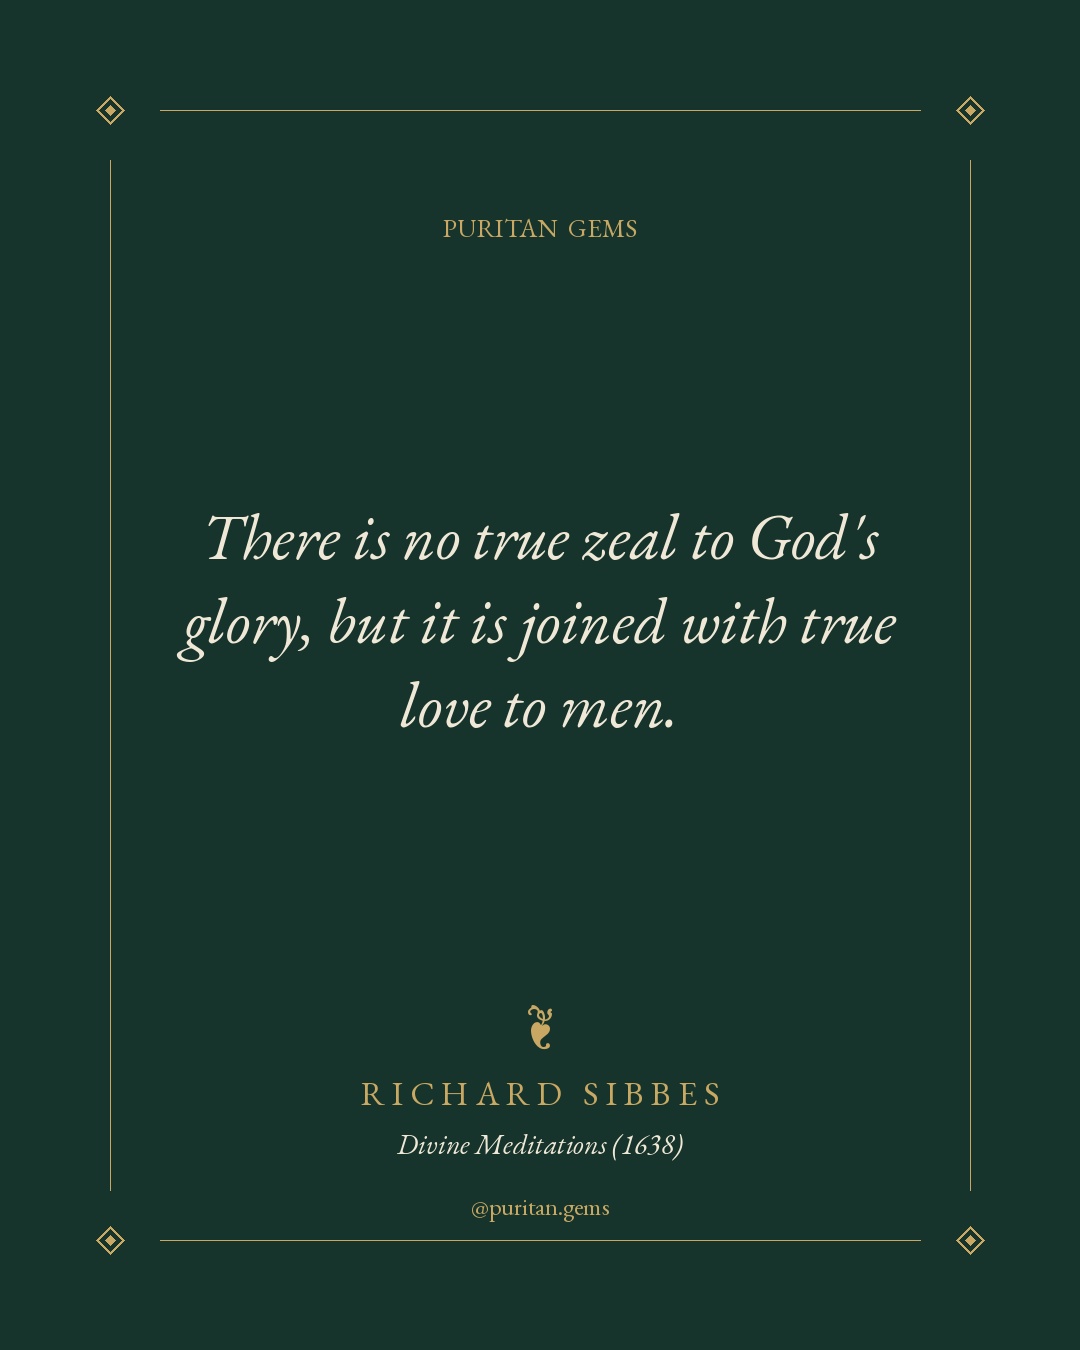 PURITAN GEMS
There is no true zeal to God's
glory, but it is joined with true
love to men.
RICHARD SIBBES
Divine Meditations (1638)
@puritan.gems